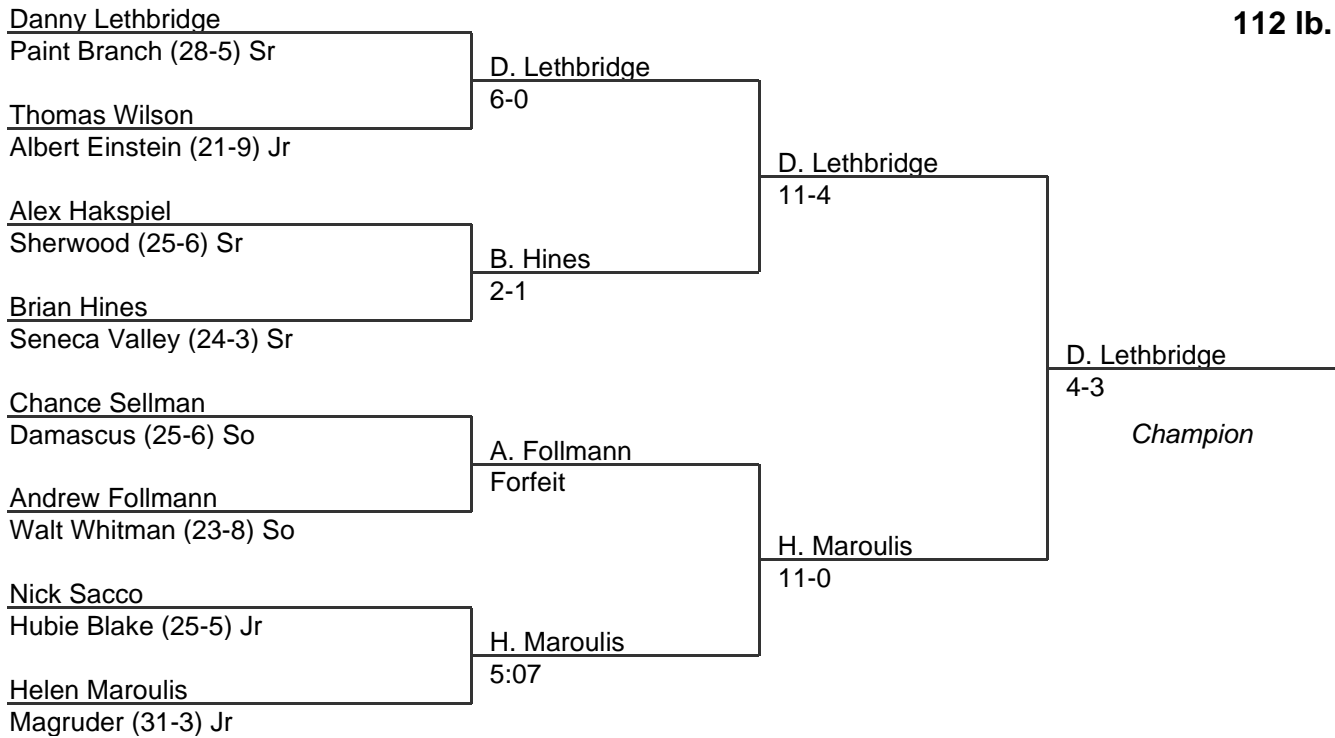 112 lb.
Danny Lethbridge
Paint Branch (28-5) Sr
D. Lethbridge
6-0
Thomas Wilson
Albert Einstein (21-9) Jr
D. Lethbridge
11-4
Alex Hakspiel
Sherwood (25-6) Sr
B. Hines
2-1
Brian Hines
Seneca Valley (24-3) Sr
D. Lethbridge
4-3
Champion
Chance Sellman
Damascus (25-6) So
A. Follmann
Forfeit
Andrew Follmann
Walt Whitman (23-8) So
H. Maroulis
11-0
Nick Sacco
Hubie Blake (25-5) Jr
H. Maroulis
5:07
Helen Maroulis
Magruder (31-3) Jr